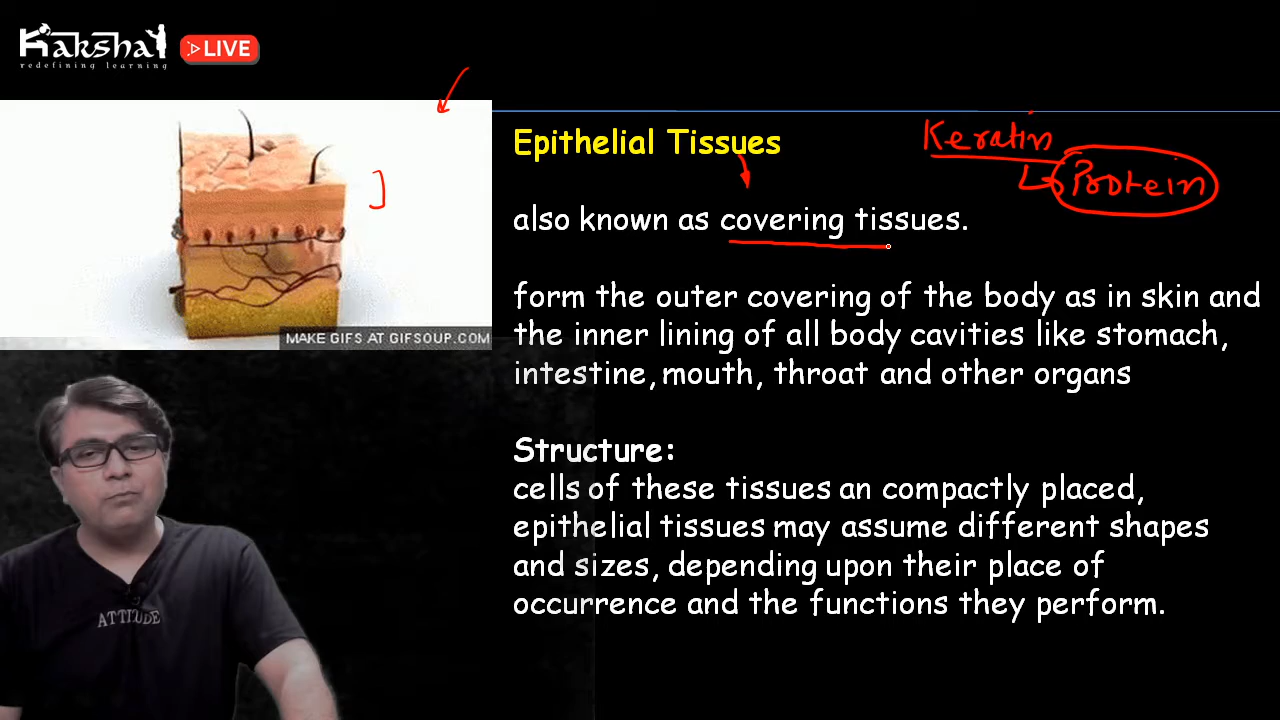 Kaksha
LIVE
redefining learning
Epithelial Tissues
Keratin
Protein
also known as covering tissues.
form the outer covering of the body as in skin and
the inner lining of all body cavities like stomach,
intestine, mouth, throat and other organs
MAKE GIFS AT GIFSOUP.COM
Structure:
cells of these tissues an compactly placed,
epithelial tissues may assume different shapes
and sizes, depending upon their place of
occurrence and the functions they perform.
ATTITUDE